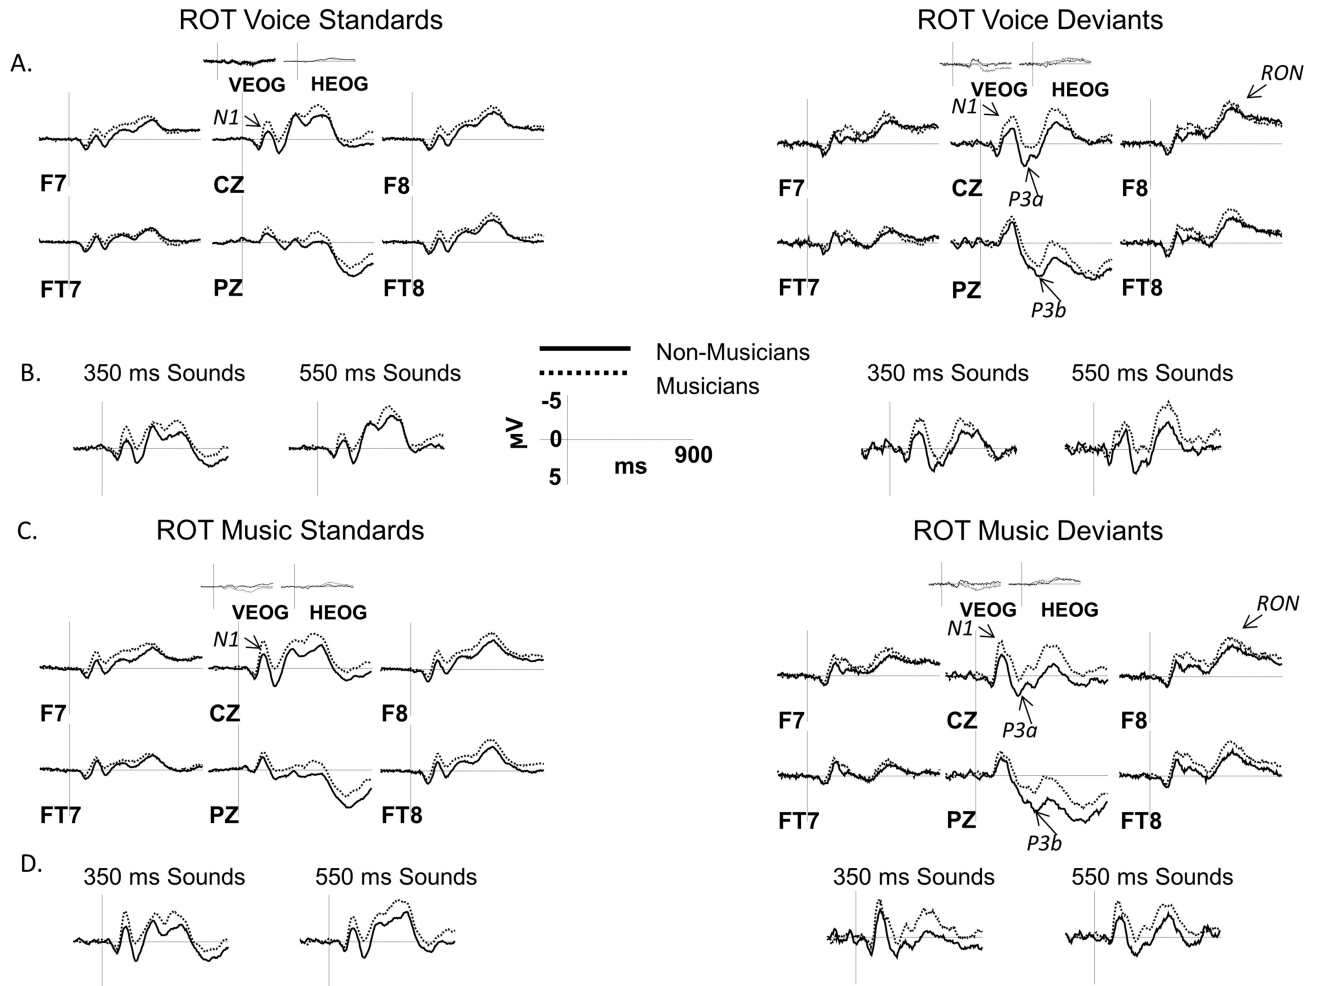 ROT Voice Standards
ROT Voice Deviants
A.
VEOG HEOG
VEOG HEOG
RON
N1
N1
F7 CZ F8
F7 CZ F8
P3a
FT7 PZ FT8
FT7 PZ FT8
P3b
B.
350 ms Sounds 550 ms Sounds
Non-Musicians
Musicians
350 ms Sounds 550 ms Sounds
-5
мV
0
5
ms
900
C.
ROT Music Standards
ROT Music Deviants
VEOG HEOG
VEOG HEOG
RON
N1
N1
F7 CZ F8
F7 CZ F8
P3a
FT7 PZ FT8
FT7 PZ FT8
P3b
D.
350 ms Sounds 550 ms Sounds
350 ms Sounds 550 ms Sounds